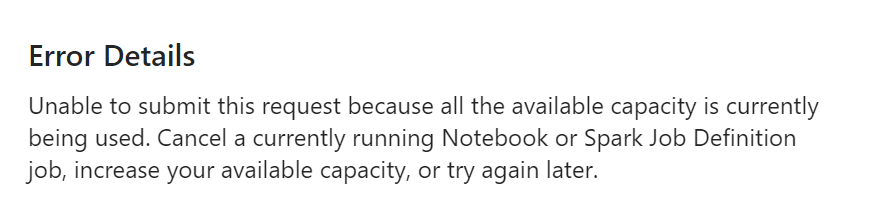 Error Details
Unable to submit this request because all the available capacity is currently
being used. Cancel a currently running Notebook or Spark Job Definition
job, increase your available capacity, or try again later.